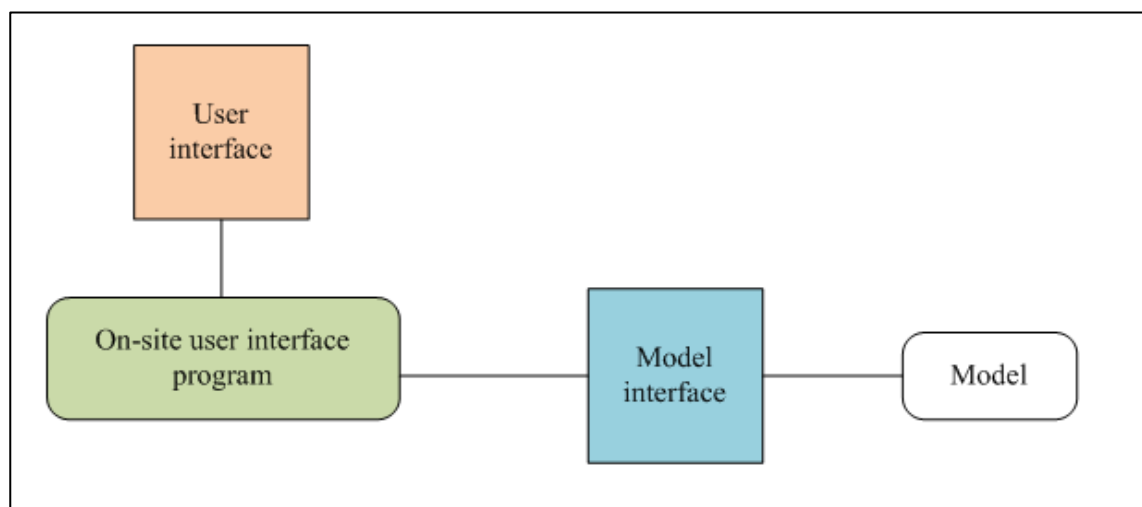 User
interface
On-site user interface
program
Model
interface
Model